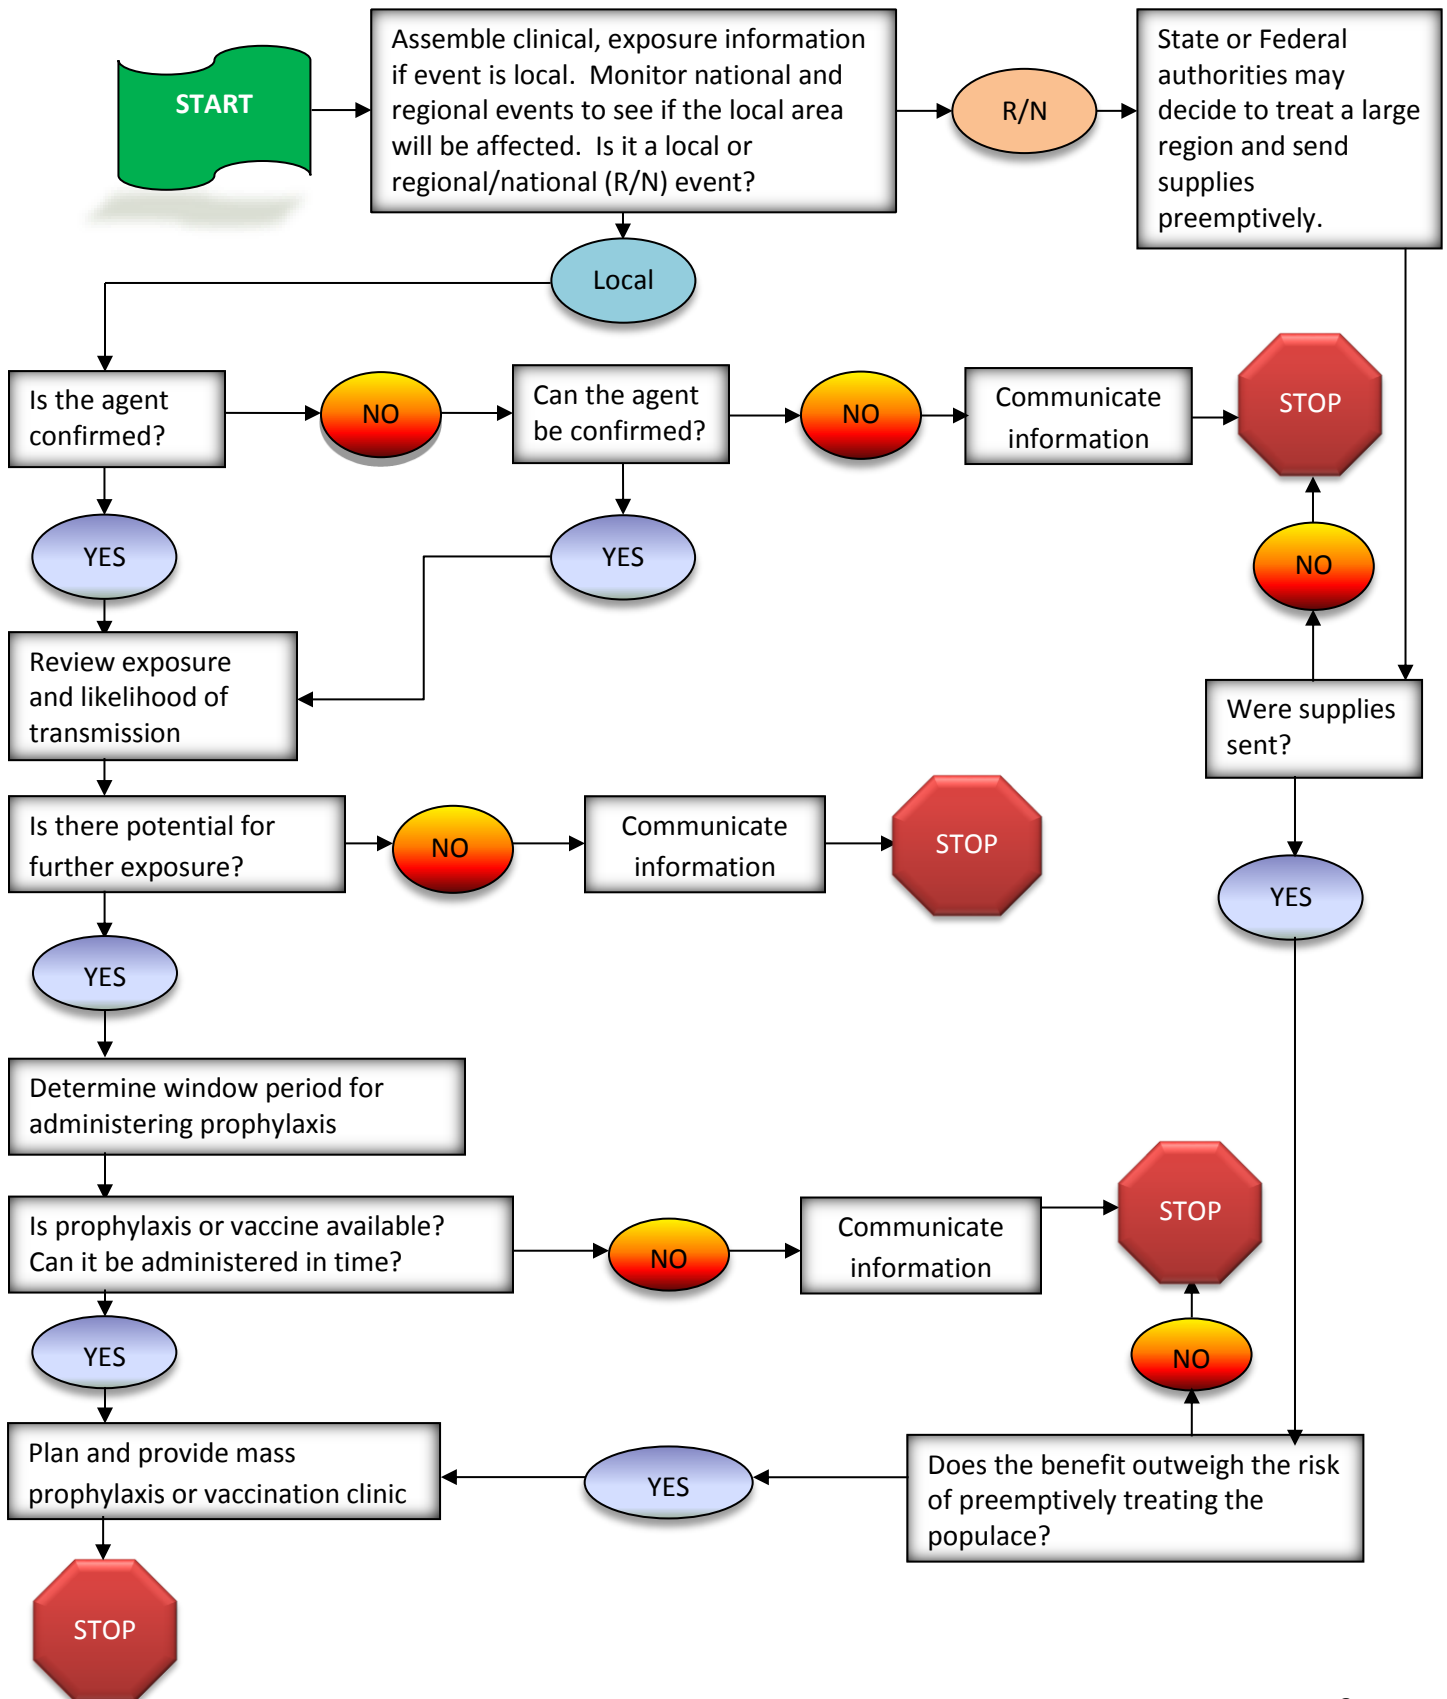 START
Assemble clinical, exposure information
if event is local.  Monitor national and
regional events to see if the local area
will be affected.  Is it a local or
regional/national (R/N) event?
R/N
State or Federal
authorities may
decide to treat a large
region and send
supplies
preemptively.
Local
Is the agent
confirmed?
NO
Can the agent
be confirmed?
NO
Communicate
information
STOP
YES
YES
NO
Review exposure
and likelihood of
transmission
Were supplies
sent?
Is there potential for
further exposure?
NO
Communicate
information
STOP
YES
YES
Determine window period for
administering prophylaxis
Is prophylaxis or vaccine available?
Can it be administered in time?
NO
Communicate
information
STOP
YES
NO
Plan and provide mass
prophylaxis or vaccination clinic
YES
Does the benefit outweigh the risk
of preemptively treating the
populace?
STOP